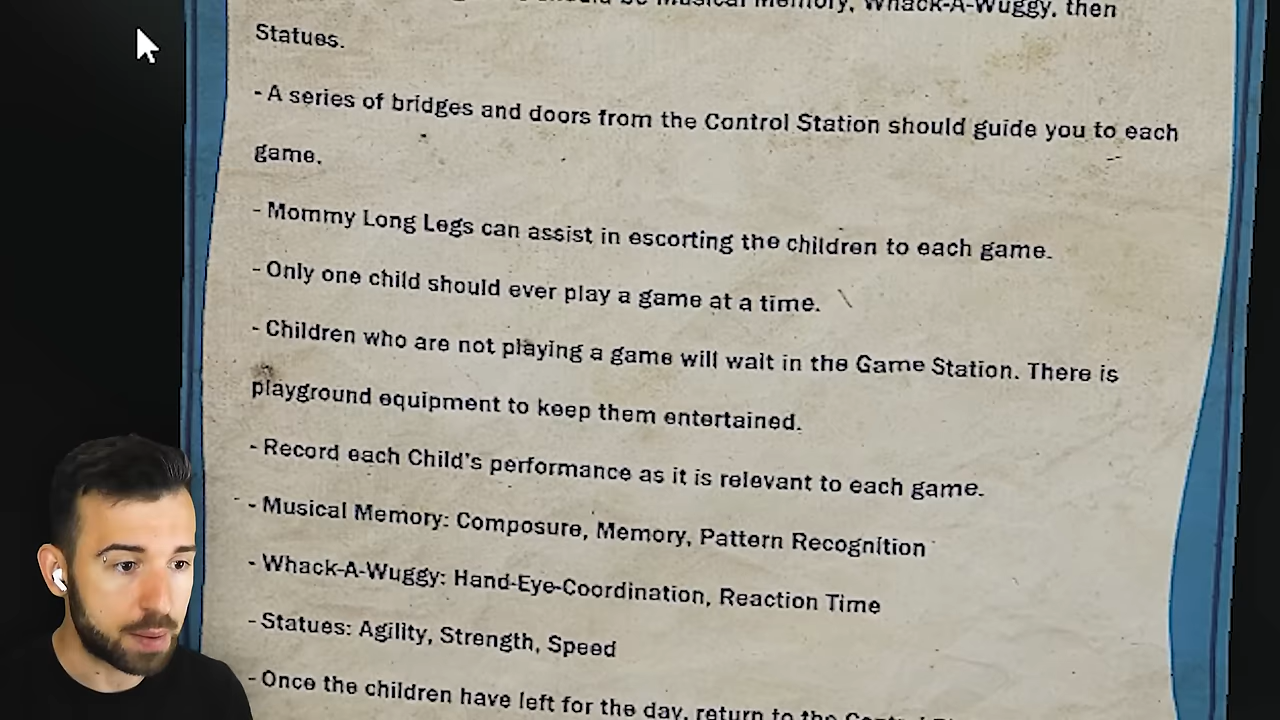 Musical Memory, Whack-A-Wuggy, then
Statues.
- A series of bridges and doors from the Control Station should guide you to each
game.
- Mommy Long Legs can assist in escorting the children to each game.
- Only one child should ever play a game at a time.
- Children who are not playing a game will wait in the Game Station. There is
playground equipment to keep them entertained.
- Record each Child's performance as it is relevant to each game.
- Musical Memory: Composure, Memory, Pattern Recognition
- Whack-A-Wuggy: Hand-Eye-Coordination, Reaction Time
- Statues: Agility, Strength, Speed
- Once the children have left for the day, return to the